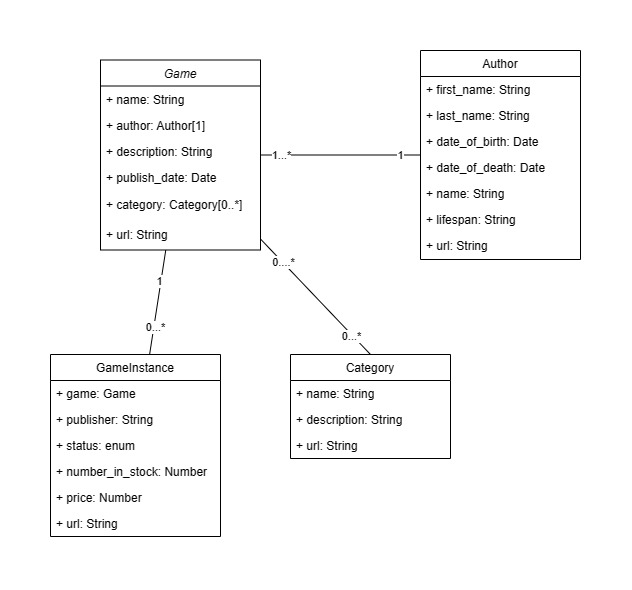 Game
+ name: String
+ author: Author[1]
+ description: String
+ publish_date: Date
+ category: Category[0..*]
+ url: String
1...*
1
Author
+ first_name: String
+ last_name: String
+ date_of_birth: Date
+ date_of_death: Date
+ name: String
+ lifespan: String
+ url: String
1
0...*
0....*
0...*
GameInstance
+ game: Game
+ publisher: String
+ status: enum
+ number_in_stock: Number
+ price: Number
+ url: String
Category
+ name: String
+ description: String
+ url: String